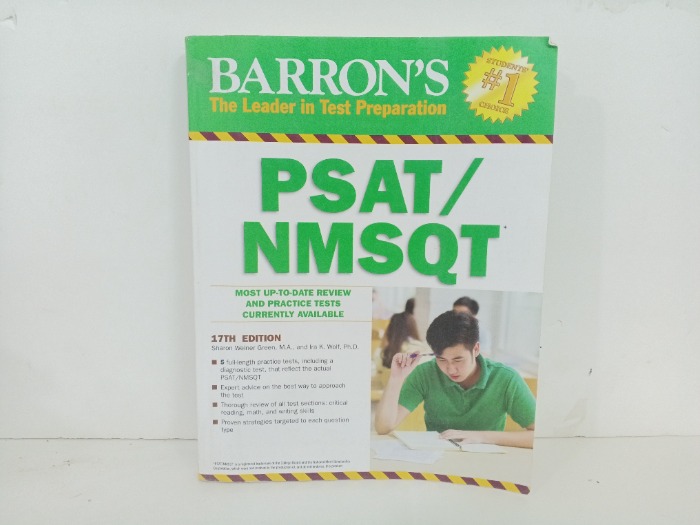 BARRON'S
The Leader in Test Preparation
STUDENTS'
#1
CHOICE
PSAT/
NMSQT
MOST UP-TO-DATE REVIEW
AND PRACTICE TESTS
CURRENTLY AVAILABLE
17TH EDITION
Sharon Weiner Green, M.A., and Ira K. Wolf, Ph.D.
■ 5 full-length practice tests, including a
diagnostic test, that reflect the actual
PSAT/NMSQT
■ Expert advice on the best way to approach
the test
■ Thorough review of all test sections: critical
reading, math, and writing skills
■ Proven strategies targeted to each question
type